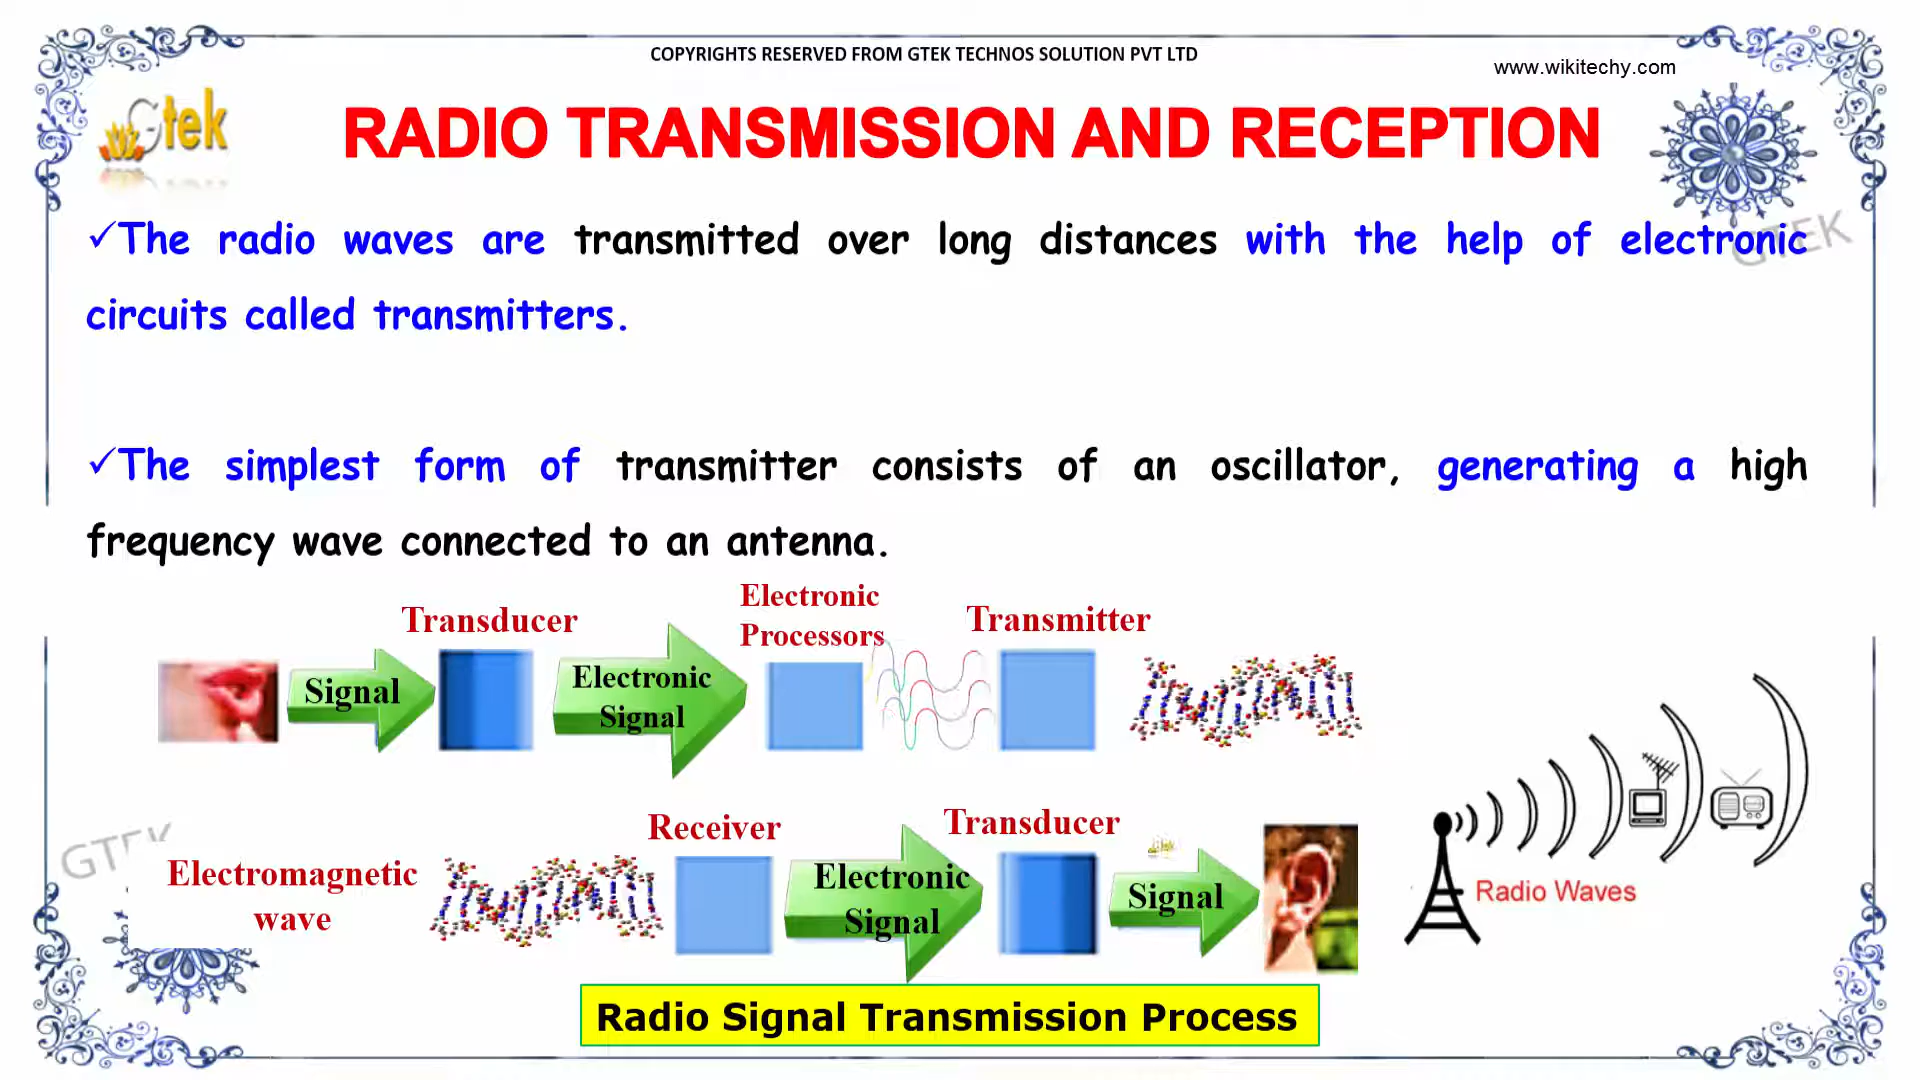 COPYRIGHTS RESERVED FROM GTEK TECHNOS SOLUTION PVT LTD
www.wikitechy.com
Gtek
RADIO TRANSMISSION AND RECEPTION
✓The radio waves are transmitted over long distances with the help of electronic
circuits called transmitters.
GTEK
✓The simplest form of transmitter consists of an oscillator, generating a high
frequency wave connected to an antenna.
Transducer
Electronic
Processors
Transmitter
Signal
Electronic
Signal
Receiver
Transducer
GTEK
Electromagnetic
wave
Electronic
Signal
Signal
Radio Waves
Radio Signal Transmission Process